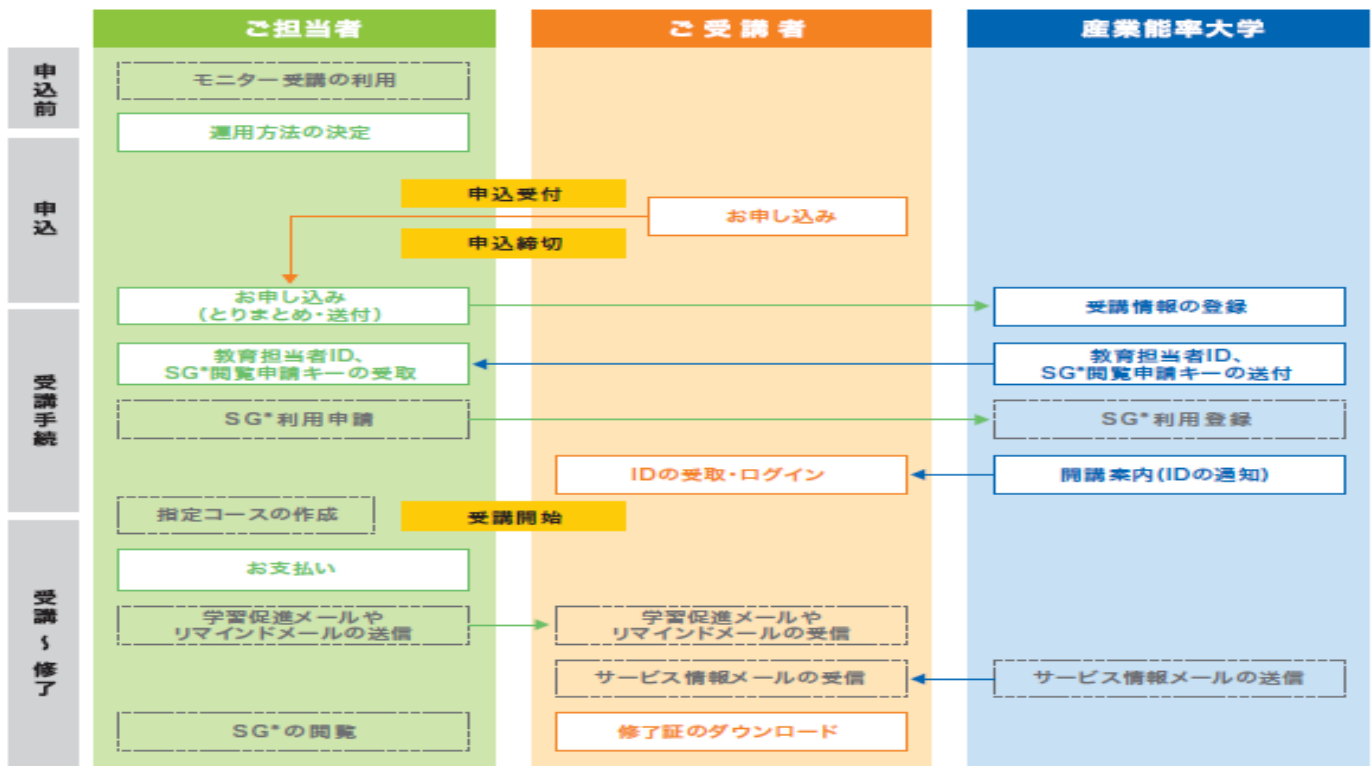 ご担当者
ご受講者
産業能率大学
申込前
モニター受講の利用
運用方法の決定
申込
申込受付
お申し込み
申込締切
お申し込み
(とりまとめ・送付)
受講情報の登録
受講手続
教育担当者ID、
SG*閲覧申請キーの受取
教育担当者ID、
SG*閲覧申請キーの送付
SG*利用申請
SG*利用登録
IDの受取・ログイン
開講案内(IDの通知)
指定コースの作成
受講開始
受講~修了
お支払い
学習促進メールや
リマインドメールの送信
学習促進メールや
リマインドメールの受信
サービス情報メールの受信
サービス情報メールの送信
SG*の閲覧
修了証のダウンロード